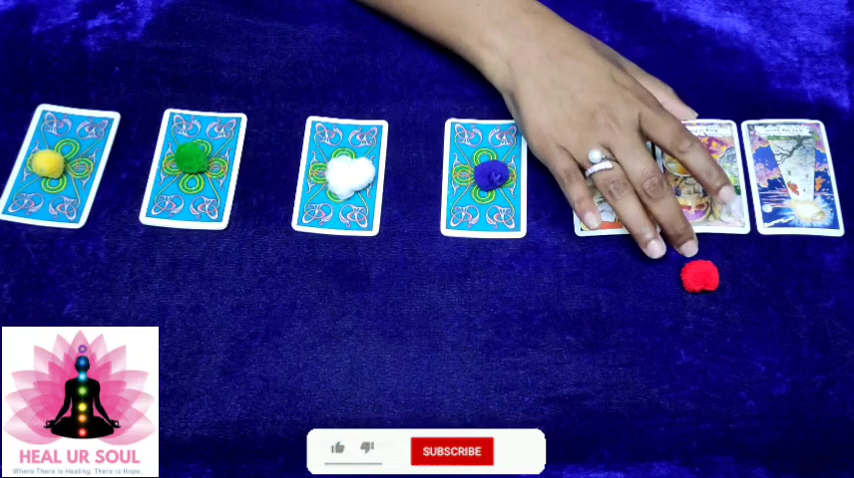 HEAL UR SOUL
Where There is Healing. There is Hope.
SUBSCRIBE